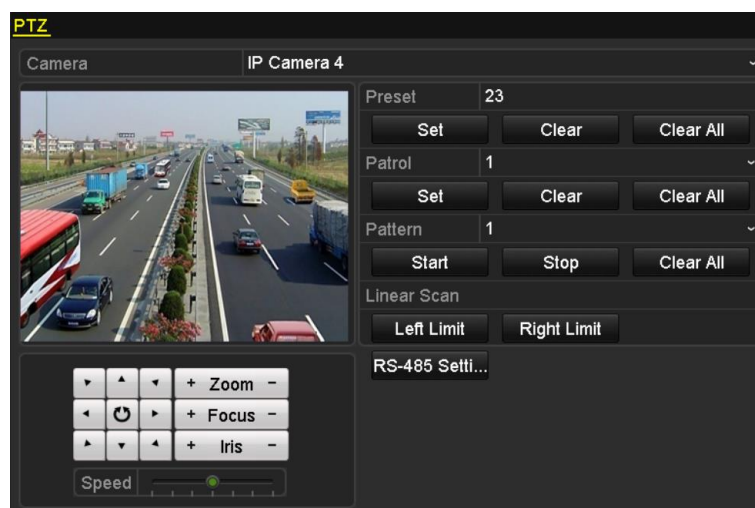 PTZ
Camera IP Camera 4
Preset 23
Set Clear Clear All
Patrol 1
Set Clear Clear All
Pattern 1
Start Stop Clear All
Linear Scan
Left Limit Right Limit
RS-485 Setti...
+ Zoom -
+ Focus -
+ Iris -
Speed